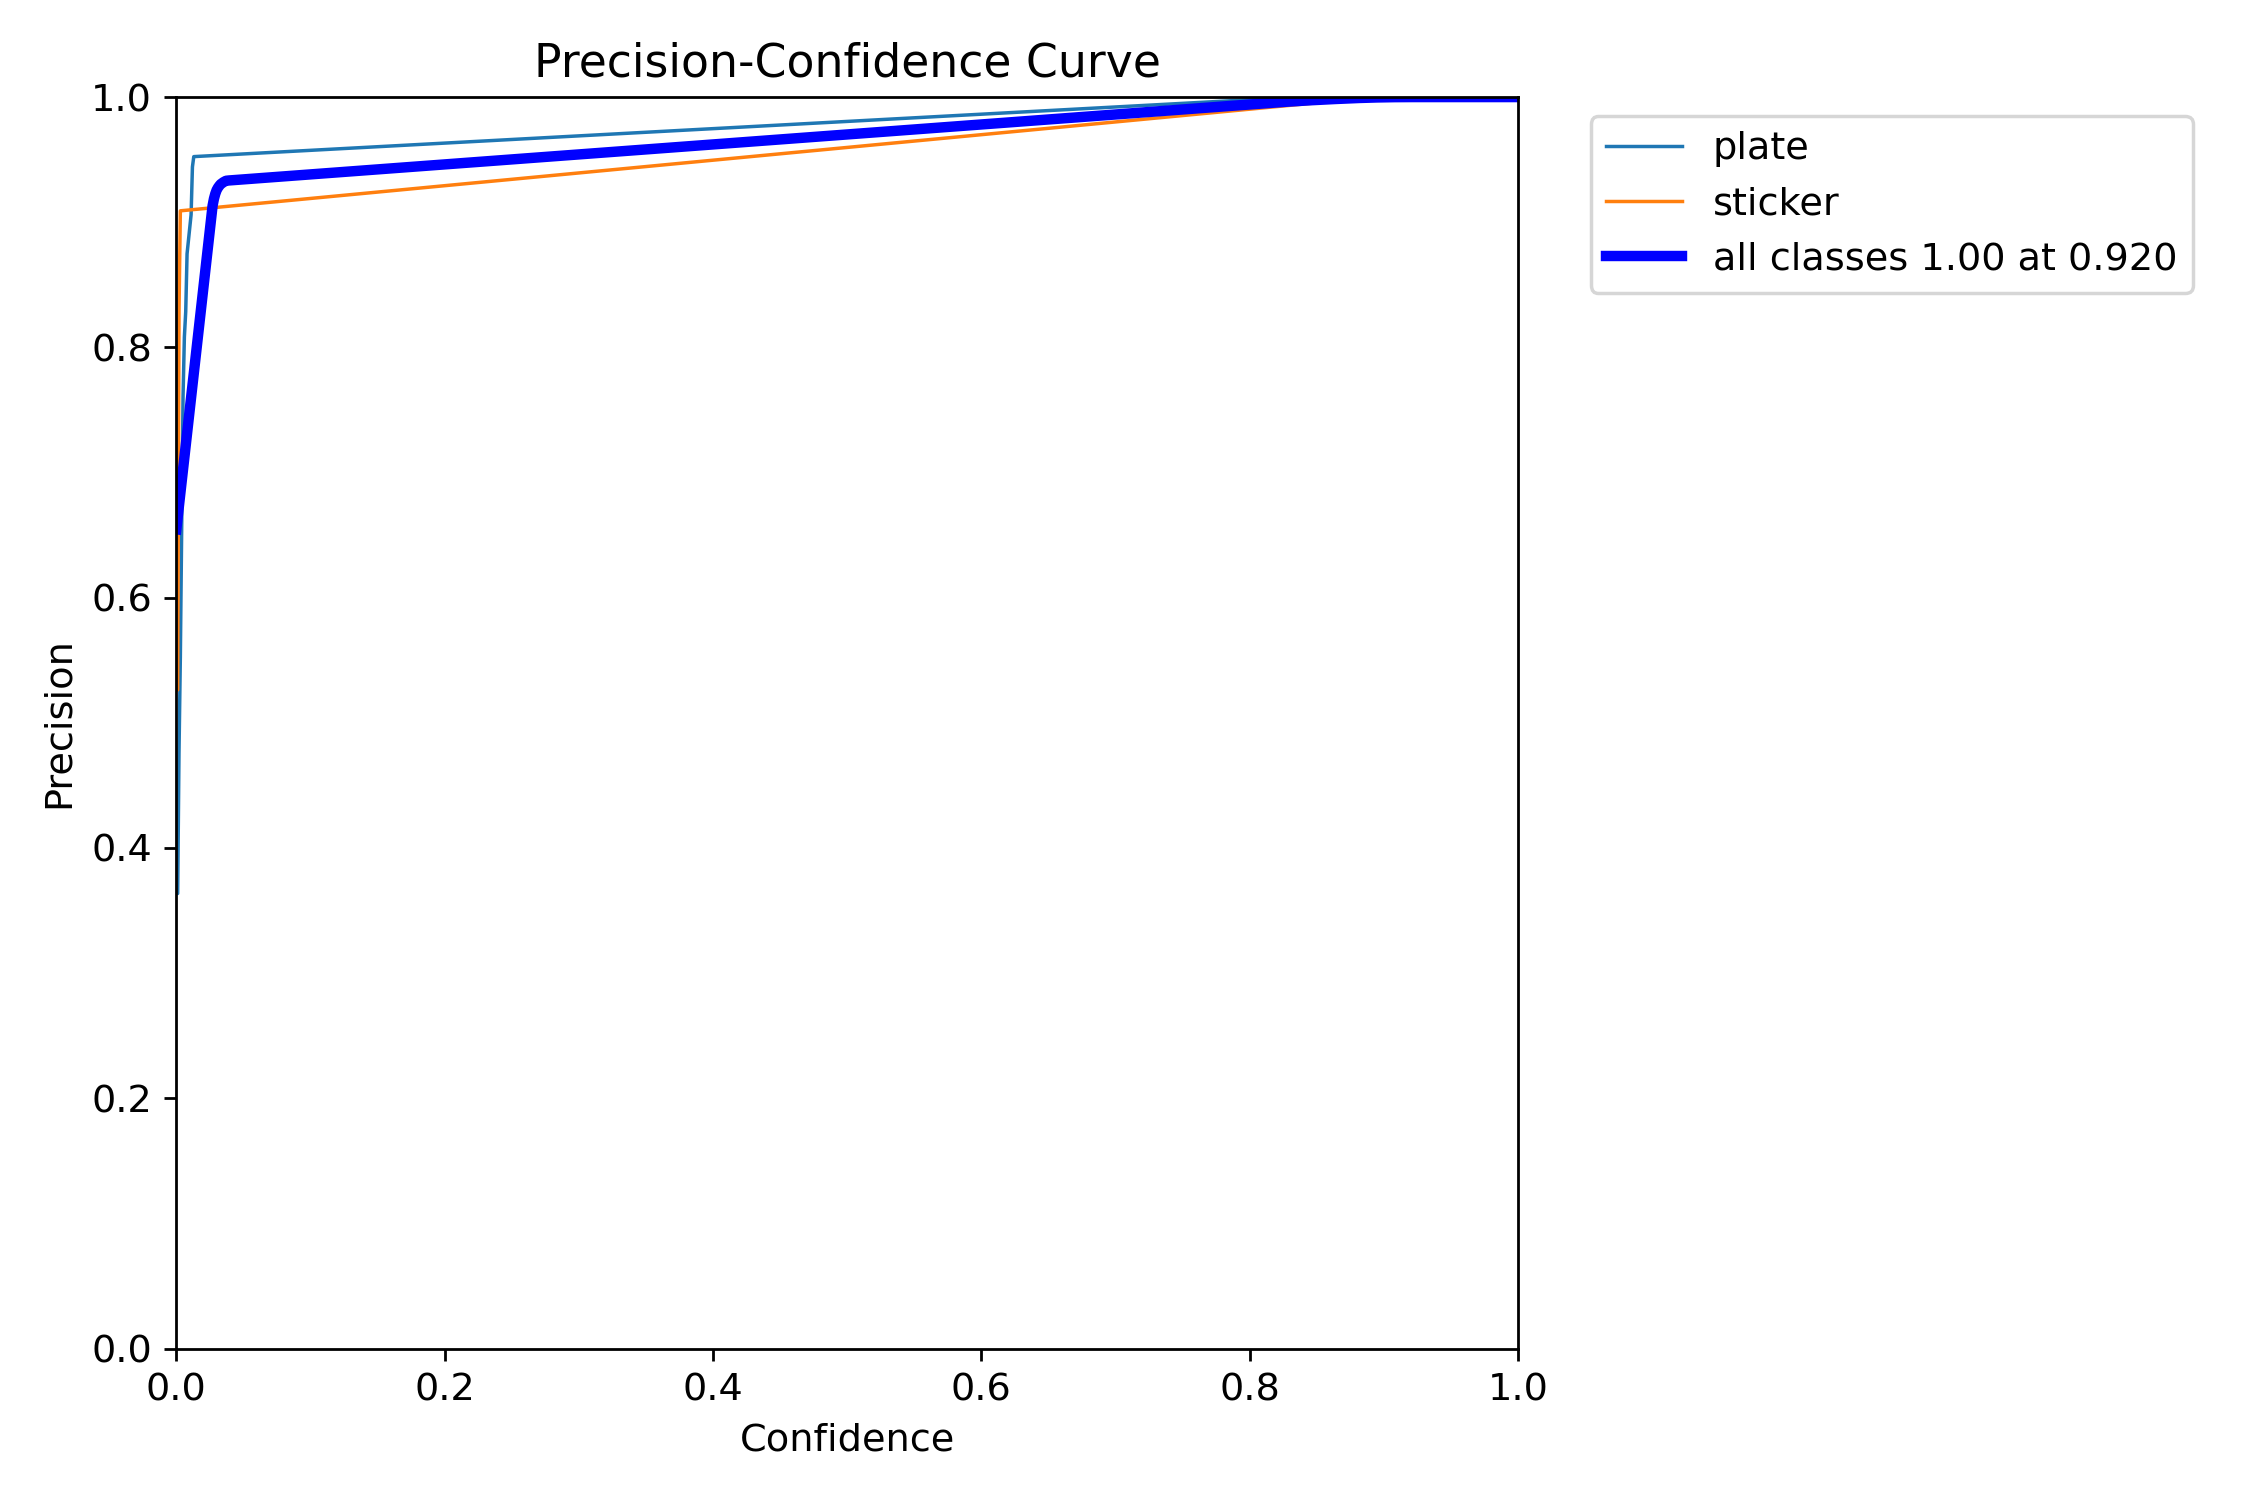 Precision-Confidence Curve
1.0
0.8
0.6
0.4
0.2
0.0
Precision
0.0 0.2 0.4 0.6 0.8 1.0
Confidence
plate
sticker
all classes 1.00 at 0.920